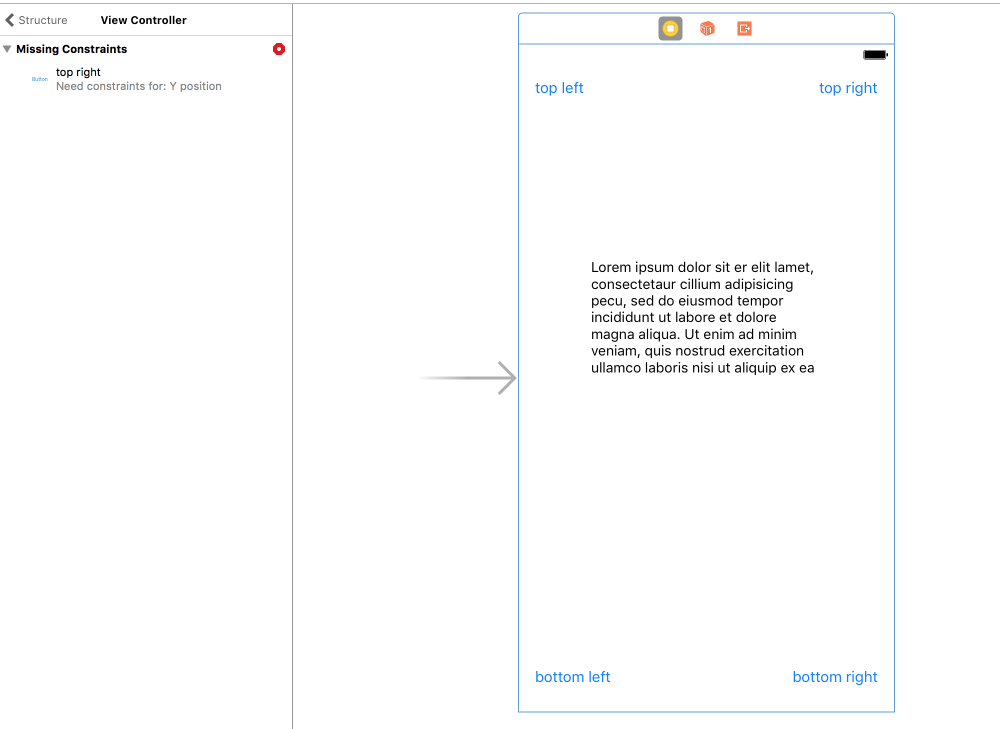 Structure
View Controller
Missing Constraints
Button
top right
Need constraints for: Y position
1
top left
top right
Lorem ipsum dolor sit er elit lamet,
consectetaur cillium adipisicing
pecu, sed do eiusmod tempor
incididunt ut labore et dolore
magna aliqua. Ut enim ad minim
veniam, quis nostrud exercitation
ullamco laboris nisi ut aliquip ex ea
bottom left
bottom right